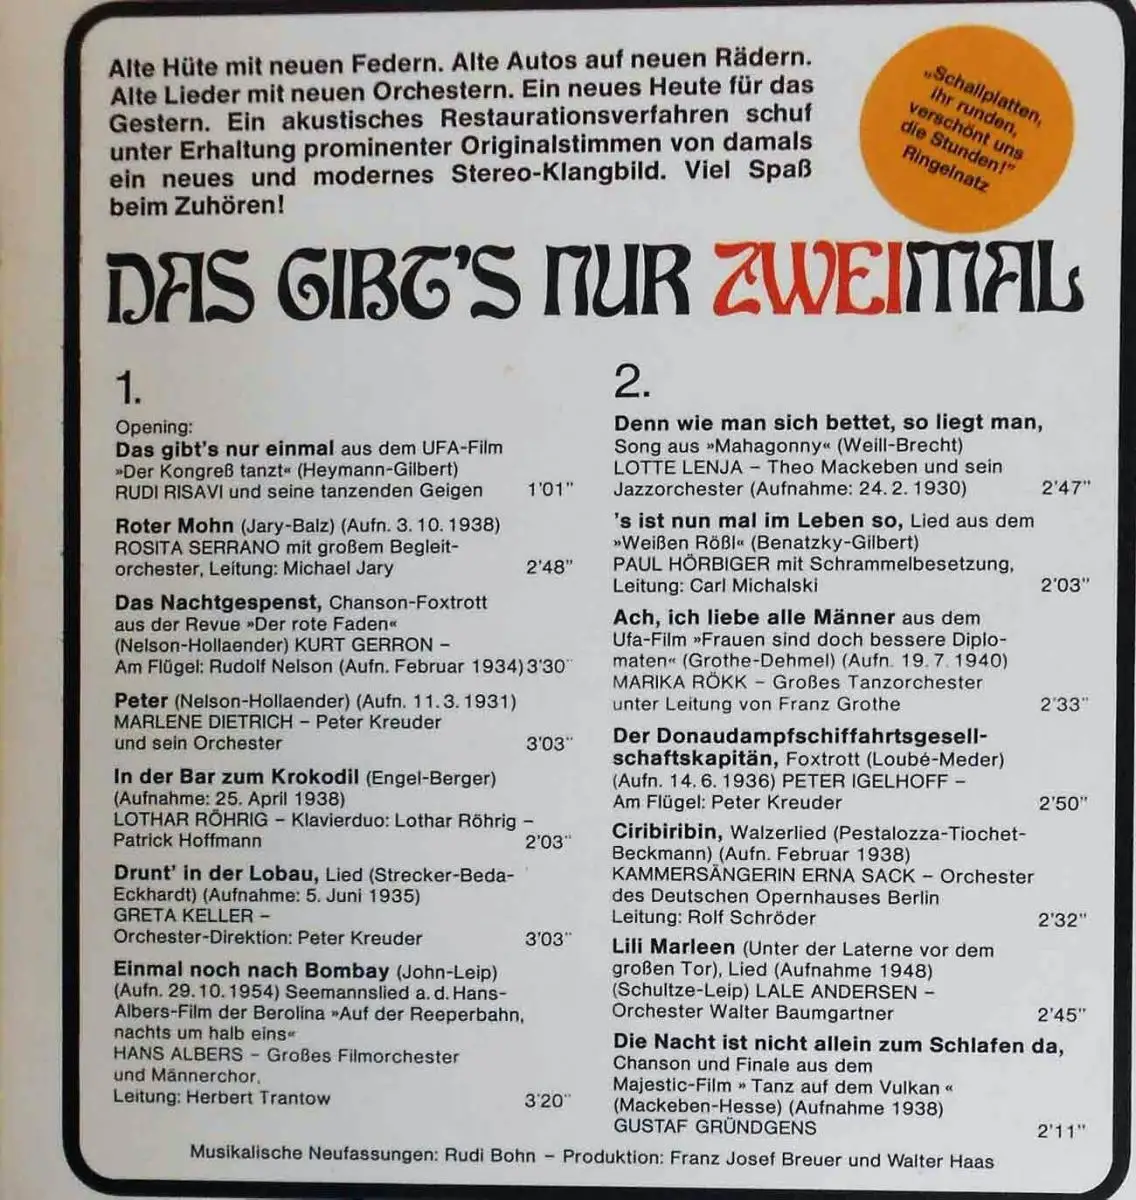 Alte Hüte mit neuen Federn. Alte Autos auf neuen Rädern.
Alte Lieder mit neuen Orchestern. Ein neues Heute für das
Gestern. Ein akustisches Restaurationsverfahren schuf
unter Erhaltung prominenter Originalstimmen von damals
ein neues und modernes Stereo-Klangbild. Viel Spaß
beim Zuhören!
„Schallplatten,
ihr runden,
verschönt uns
die Stunden!"
Ringelnatz
DAS GIBT'S NUR ZWEIMAL
1.
Opening:
Das gibt's nur einmal aus dem UFA-Film
»Der Kongreß tanzt« (Heymann-Gilbert)
RUDI RISAVI und seine tanzenden Geigen 1'01"
Roter Mohn (Jary-Balz) (Aufn. 3. 10. 1938)
ROSITA SERRANO mit großem Begleit-
orchester, Leitung: Michael Jary 2'48"
Das Nachtgespenst, Chanson-Foxtrott
aus der Revue »Der rote Faden«
(Nelson-Hollaender) KURT GERRON –
Am Flügel: Rudolf Nelson (Aufn. Februar 1934) 3'30"
Peter (Nelson-Hollaender) (Aufn. 11. 3. 1931)
MARLENE DIETRICH – Peter Kreuder
und sein Orchester 3'03"
In der Bar zum Krokodil (Engel-Berger)
(Aufnahme: 25. April 1938)
LOTHAR RÖHRIG – Klavierduo: Lothar Röhrig –
Patrick Hoffmann 2'03"
Drunt' in der Lobau, Lied (Strecker-Beda-
Eckhardt) (Aufnahme: 5. Juni 1935)
GRETA KELLER –
Orchester-Direktion: Peter Kreuder 3'03"
Einmal noch nach Bombay (John-Leip)
(Aufn. 29. 10. 1954) Seemannslied a. d. Hans-
Albers-Film der Berolina »Auf der Reeperbahn,
nachts um halb eins«
HANS ALBERS – Großes Filmorchester
und Männerchor,
Leitung: Herbert Trantow 3'20"
2.
Denn wie man sich bettet, so liegt man,
Song aus »Mahagonny« (Weill-Brecht)
LOTTE LENJA – Theo Mackeben und sein
Jazzorchester (Aufnahme: 24. 2. 1930) 2'47"
's ist nun mal im Leben so, Lied aus dem
»Weißen Rößl« (Benatzky-Gilbert)
PAUL HÖRBIGER mit Schrammelbesetzung,
Leitung: Carl Michalski 2'03"
Ach, ich liebe alle Männer aus dem
Ufa-Film »Frauen sind doch bessere Diplo-
maten« (Grothe-Dehmel) (Aufn. 19. 7. 1940)
MARIKA RÖKK – Großes Tanzorchester
unter Leitung von Franz Grothe 2'33"
Der Donaudampfschiffahrtsgesell-
schaftskapitän, Foxtrott (Loubé-Meder)
(Aufn. 14. 6. 1936) PETER IGELHOFF –
Am Flügel: Peter Kreuder 2'50"
Ciribiribin, Walzerlied (Pestalozza-Tiochet-
Beckmann) (Aufn. Februar 1938)
KAMMERSÄNGERIN ERNA SACK – Orchester
des Deutschen Opernhauses Berlin
Leitung: Rolf Schröder 2'32"
Lili Marleen (Unter der Laterne vor dem
großen Tor), Lied (Aufnahme 1948)
(Schultze-Leip) LALE ANDERSEN –
Orchester Walter Baumgartner 2'45"
Die Nacht ist nicht allein zum Schlafen da,
Chanson und Finale aus dem
Majestic-Film » Tanz auf dem Vulkan «
(Mackeben-Hesse) (Aufnahme 1938)
GUSTAF GRÜNDGENS 2'11"
Musikalische Neufassungen: Rudi Bohn – Produktion: Franz Josef Breuer und Walter Haas